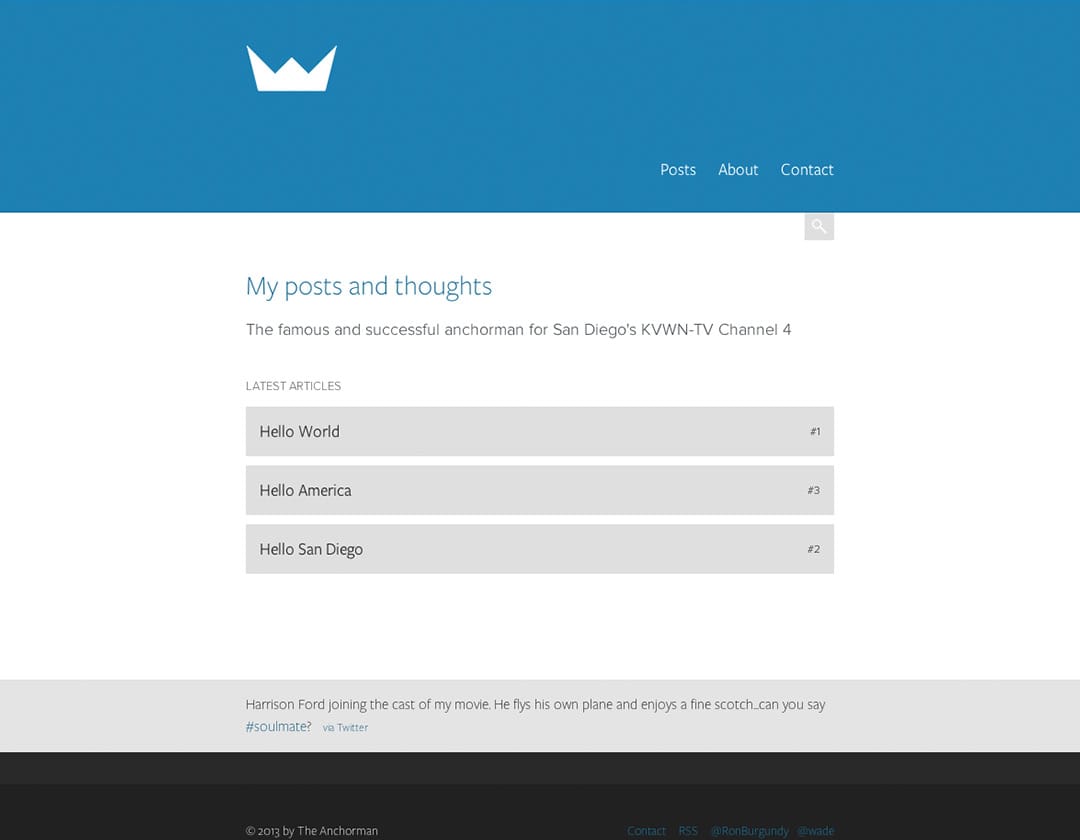 Posts About Contact
My posts and thoughts
The famous and successful anchorman for San Diego's KVWN-TV Channel 4
LATEST ARTICLES
Hello World #1
Hello America #3
Hello San Diego #2
Harrison Ford joining the cast of my movie. He flys his own plane and enjoys a fine scotch...can you say
#soulmate? via Twitter
© 2013 by The Anchorman Contact RSS @RonBurgundy @wade